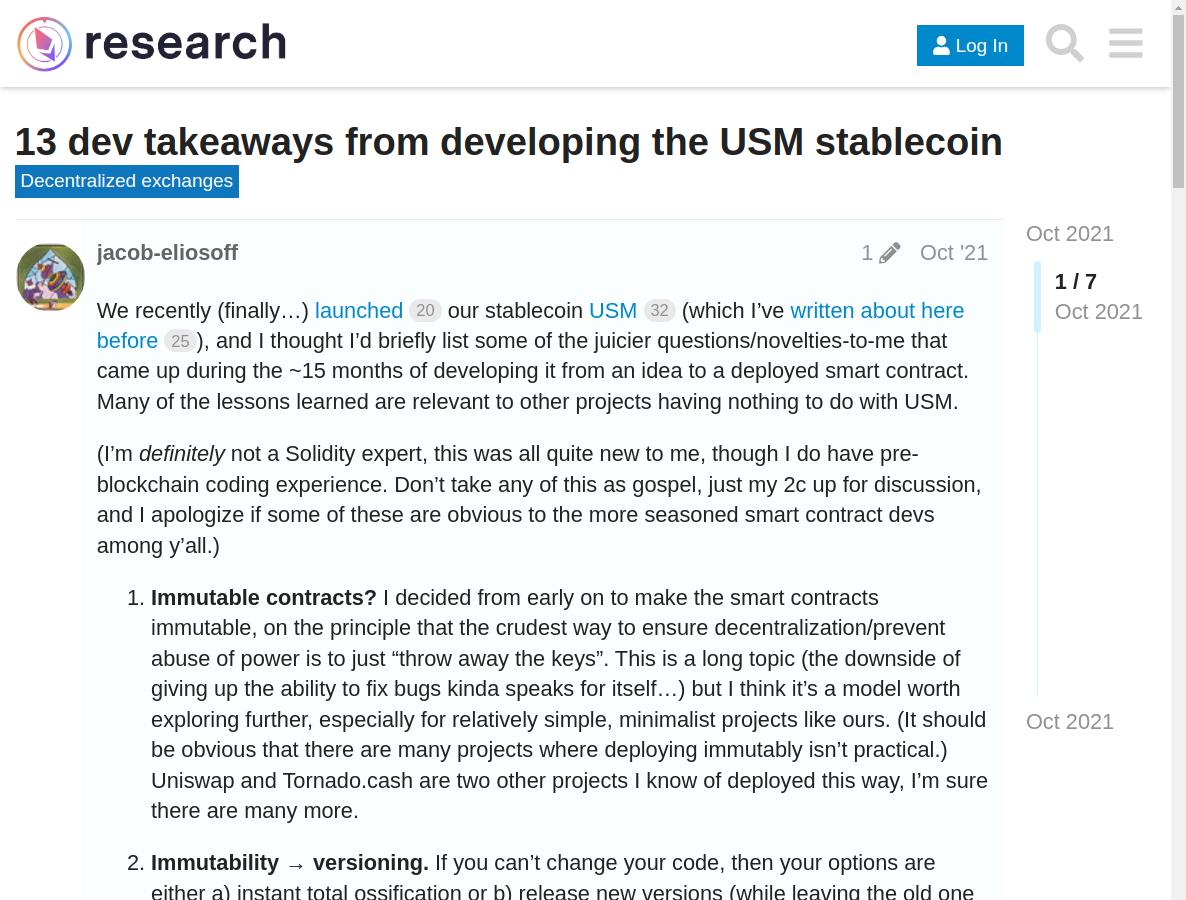 research
Log In
13 dev takeaways from developing the USM stablecoin
Decentralized exchanges
jacob-eliosoff
1
Oct '21
We recently (finally…) launched 20 our stablecoin USM 32 (which I’ve written about here
before 25), and I thought I’d briefly list some of the juicier questions/novelties-to-me that
came up during the ~15 months of developing it from an idea to a deployed smart contract.
Many of the lessons learned are relevant to other projects having nothing to do with USM.
(I’m definitely not a Solidity expert, this was all quite new to me, though I do have pre-
blockchain coding experience. Don’t take any of this as gospel, just my 2c up for discussion,
and I apologize if some of these are obvious to the more seasoned smart contract devs
among y’all.)
1. Immutable contracts? I decided from early on to make the smart contracts
immutable, on the principle that the crudest way to ensure decentralization/prevent
abuse of power is to just “throw away the keys”. This is a long topic (the downside of
giving up the ability to fix bugs kinda speaks for itself…) but I think it’s a model worth
exploring further, especially for relatively simple, minimalist projects like ours. (It should
be obvious that there are many projects where deploying immutably isn’t practical.)
Uniswap and Tornado.cash are two other projects I know of deployed this way, I’m sure
there are many more.
2. Immutability → versioning. If you can’t change your code, then your options are
either a) instant total ossification or b) release new versions (while leaving the old one
Oct 2021
1 / 7
Oct 2021
Oct 2021